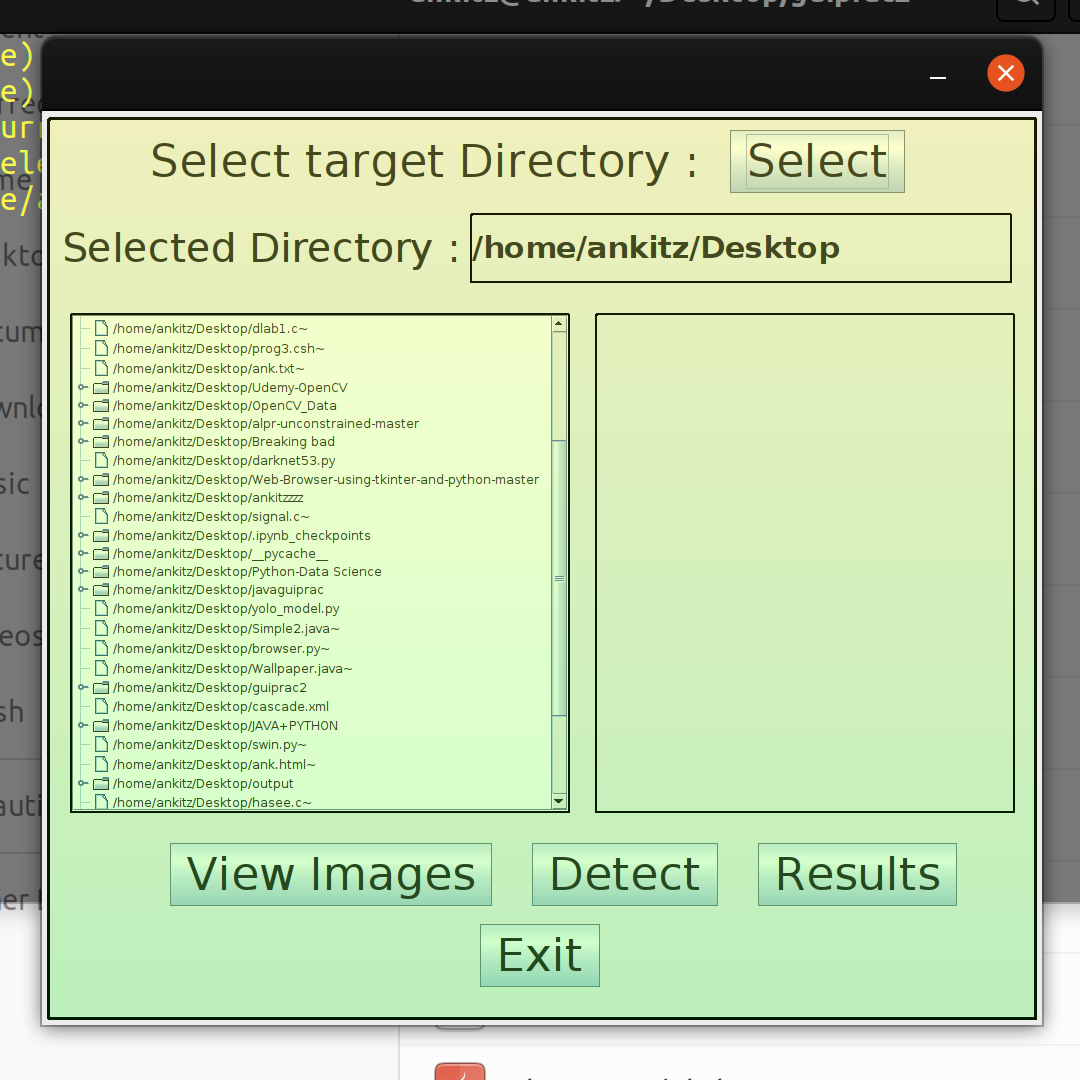 Select target Directory :
Select
Selected Directory :
/home/ankitz/Desktop
/home/ankitz/Desktop/dlab1.c~
/home/ankitz/Desktop/prog3.csh~
/home/ankitz/Desktop/ank.txt~
/home/ankitz/Desktop/Udemy-OpenCV
/home/ankitz/Desktop/OpenCV_Data
/home/ankitz/Desktop/alpr-unconstrained-master
/home/ankitz/Desktop/Breaking bad
/home/ankitz/Desktop/darknet53.py
/home/ankitz/Desktop/Web-Browser-using-tkinter-and-python-master
/home/ankitz/Desktop/ankitzzzz
/home/ankitz/Desktop/signal.c~
/home/ankitz/Desktop/.ipynb_checkpoints
/home/ankitz/Desktop/__pycache__
/home/ankitz/Desktop/Python-Data Science
/home/ankitz/Desktop/javaguiprac
/home/ankitz/Desktop/yolo_model.py
/home/ankitz/Desktop/Simple2.java~
/home/ankitz/Desktop/browser.py~
/home/ankitz/Desktop/Wallpaper.java~
/home/ankitz/Desktop/guiprac2
/home/ankitz/Desktop/cascade.xml
/home/ankitz/Desktop/JAVA+PYTHON
/home/ankitz/Desktop/swin.py~
/home/ankitz/Desktop/ank.html~
/home/ankitz/Desktop/output
/home/ankitz/Desktop/hasee.c~
View Images
Detect
Results
Exit